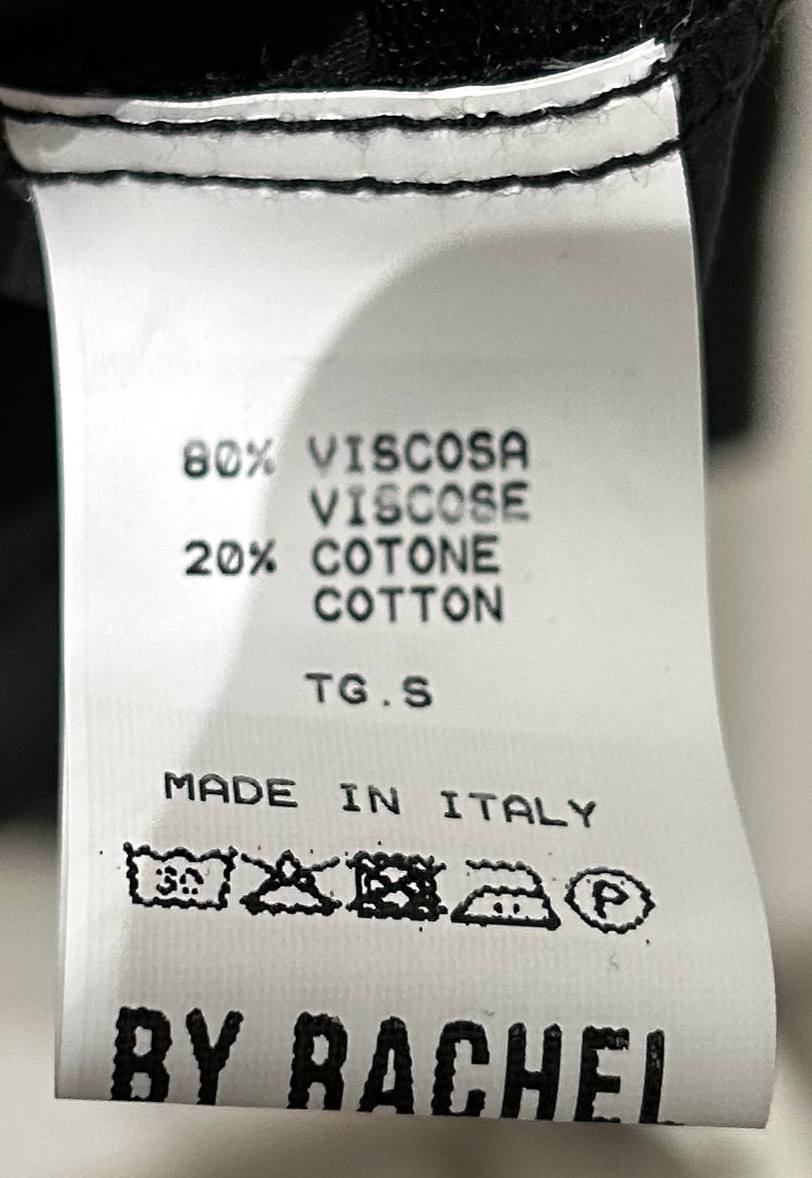 80% VISCOSA
VISCOSE
20% COTONE
COTTON
TG.S
MADE IN ITALY
30 P
BY RACHEL